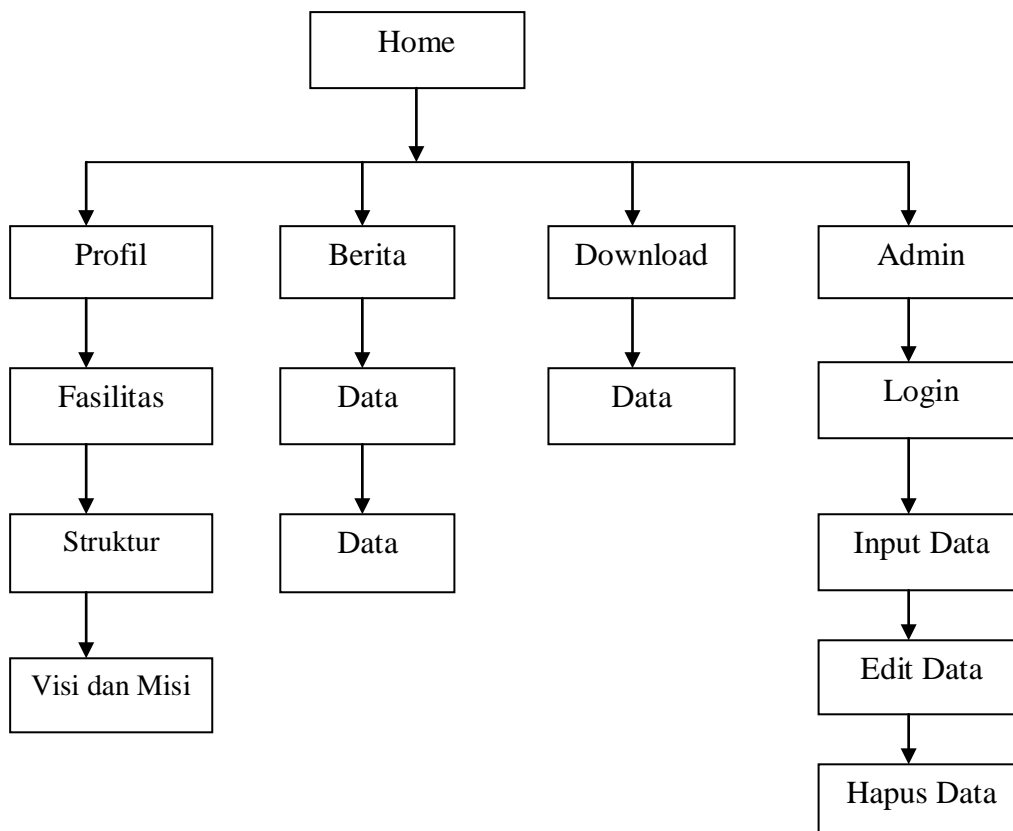 Home
Profil
Berita
Download
Admin
Fasilitas
Data
Data
Login
Struktur
Data
Input Data
Visi dan Misi
Edit Data
Hapus Data